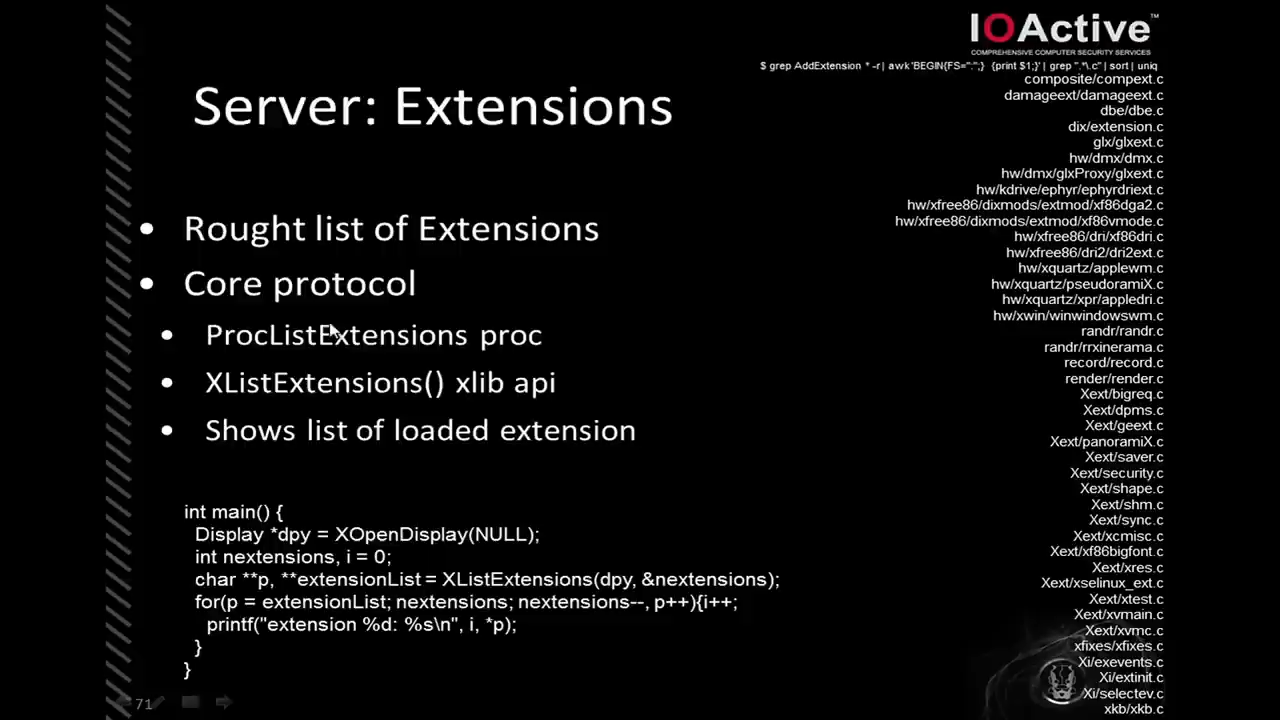 IOActive™
COMPREHENSIVE COMPUTER SECURITY SERVICES
$ grep AddExtension * -r | awk 'BEGIN{FS=":";} {print $1;}' | grep ".*\.c" | sort | uniq
Server: Extensions
• Rought list of Extensions
• Core protocol
• ProcListExtensions proc
• XListExtensions() xlib api
• Shows list of loaded extension
int main() {
Display *dpy = XOpenDisplay(NULL);
int nextensions, i = 0;
char **p, **extensionList = XListExtensions(dpy, &nextensions);
for(p = extensionList; nextensions; nextensions--, p++){i++;
printf("extension %d: %s\n", i, *p);
}
}
composite/compext.c
damageext/damageext.c
dbe/dbe.c
dix/extension.c
glx/glxext.c
hw/dmx/dmx.c
hw/dmx/glxProxy/glxext.c
hw/kdrive/ephyr/ephyrdriext.c
hw/xfree86/dixmods/extmod/xf86dga2.c
hw/xfree86/dixmods/extmod/xf86vmode.c
hw/xfree86/dri/xf86dri.c
hw/xfree86/dri2/dri2ext.c
hw/xquartz/applewm.c
hw/xquartz/pseudoramiX.c
hw/xquartz/xpr/appledri.c
hw/xwin/winwindowswm.c
randr/randr.c
randr/rrxinerama.c
record/record.c
render/render.c
Xext/bigreq.c
Xext/dpms.c
Xext/geext.c
Xext/panoramiX.c
Xext/saver.c
Xext/security.c
Xext/shape.c
Xext/shm.c
Xext/sync.c
Xext/xcmisc.c
Xext/xf86bigfont.c
Xext/xres.c
Xext/xselinux_ext.c
Xext/xtest.c
Xext/xvmain.c
Xext/xvmc.c
xfixes/xfixes.c
Xi/exevents.c
Xi/extinit.c
Xi/selectev.c
xkb/xkb.c
71